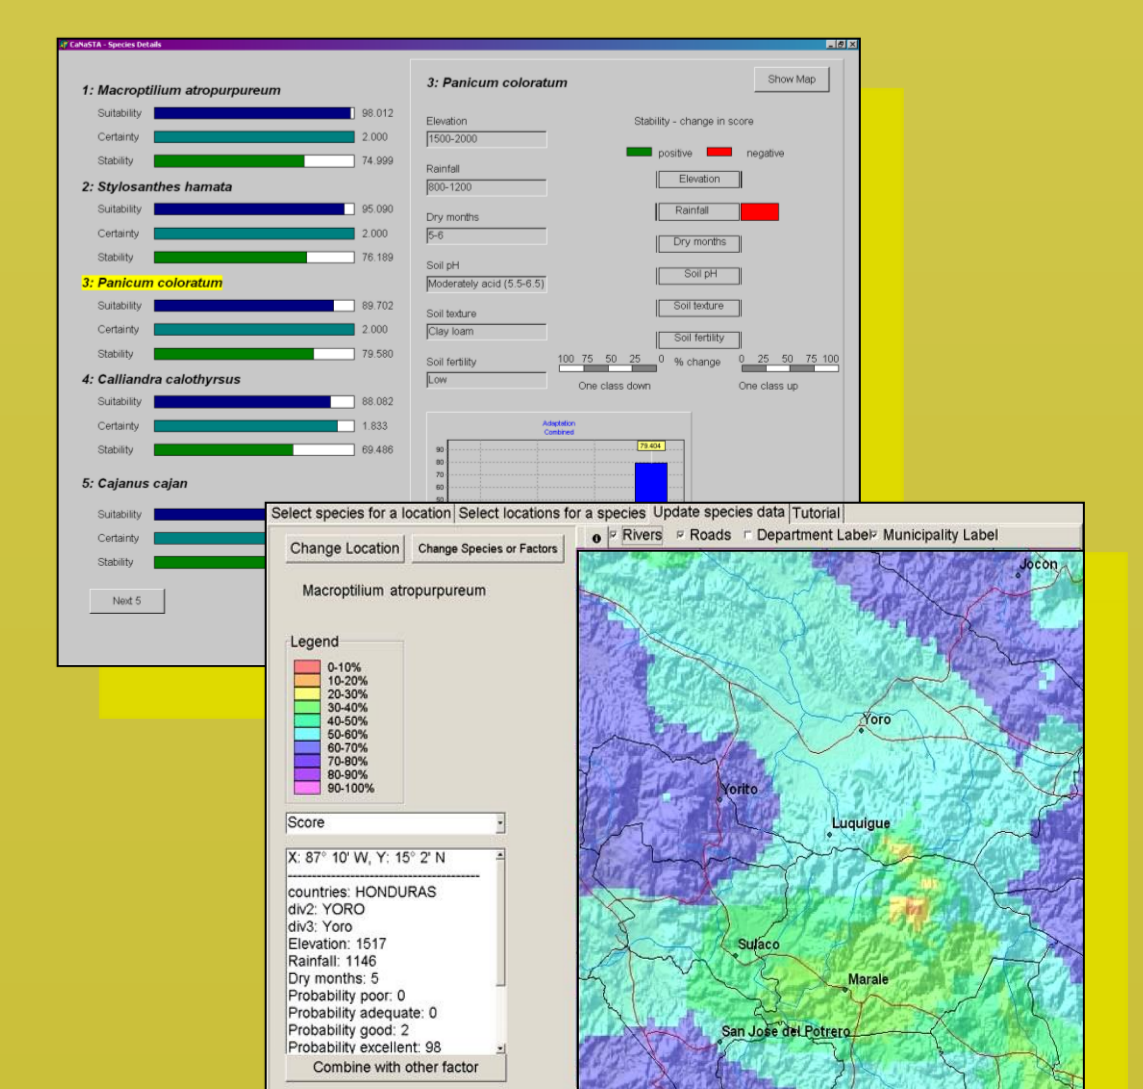 CaNaSTA - Species Details
1: Macroptilium atropurpureum
Suitability 98.012
Certainty 2.000
Stability 74.999
2: Stylosanthes hamata
Suitability 95.090
Certainty 2.000
Stability 76.189
3: Panicum coloratum
Suitability 89.702
Certainty 2.000
Stability 79.580
4: Calliandra calothyrsus
Suitability 88.082
Certainty 1.833
Stability 69.486
5: Cajanus cajan
Suitability
Certainty
Stability
Next 5
3: Panicum coloratum
Show Map
Elevation
1500-2000
Rainfall
800-1200
Dry months
5-6
Soil pH
Moderately acid (5.5-6.5)
Soil texture
Clay loam
Soil fertility
Low
Stability - change in score
positive negative
Elevation
Rainfall
Dry months
Soil pH
Soil texture
Soil fertility
100 75 50 25 0 % change 0 25 50 75 100
One class down One class up
Adaptation
Combined
79.404
90
80
70
60
50
Select species for a location Select locations for a species Update species data Tutorial
Change Location Change Species or Factors
Rivers Roads Department Label Municipality Label
Macroptilium atropurpureum
Legend
0-10%
10-20%
20-30%
30-40%
40-50%
50-60%
60-70%
70-80%
80-90%
90-100%
Score
X: 87° 10' W, Y: 15° 2' N
----------------------------------------
countries: HONDURAS
div2: YORO
div3: Yoro
Elevation: 1517
Rainfall: 1146
Dry months: 5
Probability poor: 0
Probability adequate: 0
Probability good: 2
Probability excellent: 98
Combine with other factor
Jocon
Yoro
Yorito
Luquigue
Sulaco
Marale
San Jose del Potrero